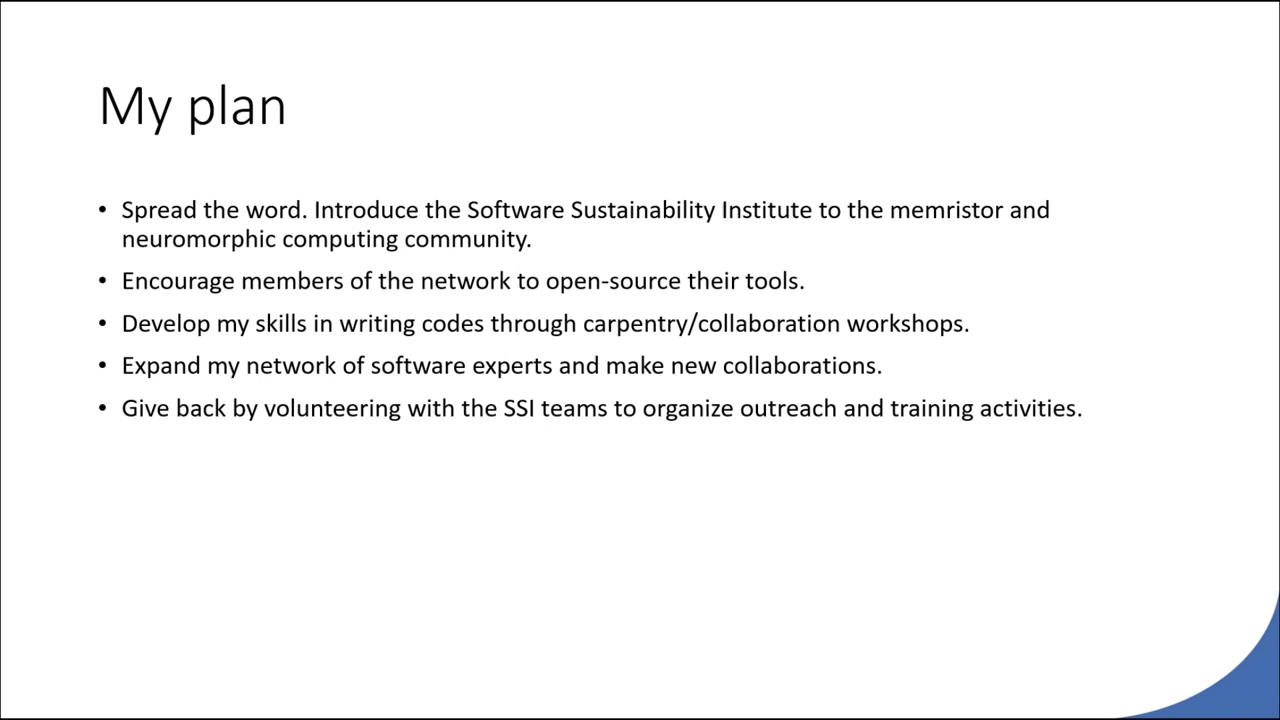 My plan
• Spread the word. Introduce the Software Sustainability Institute to the memristor and
neuromorphic computing community.
• Encourage members of the network to open-source their tools.
• Develop my skills in writing codes through carpentry/collaboration workshops.
• Expand my network of software experts and make new collaborations.
• Give back by volunteering with the SSI teams to organize outreach and training activities.